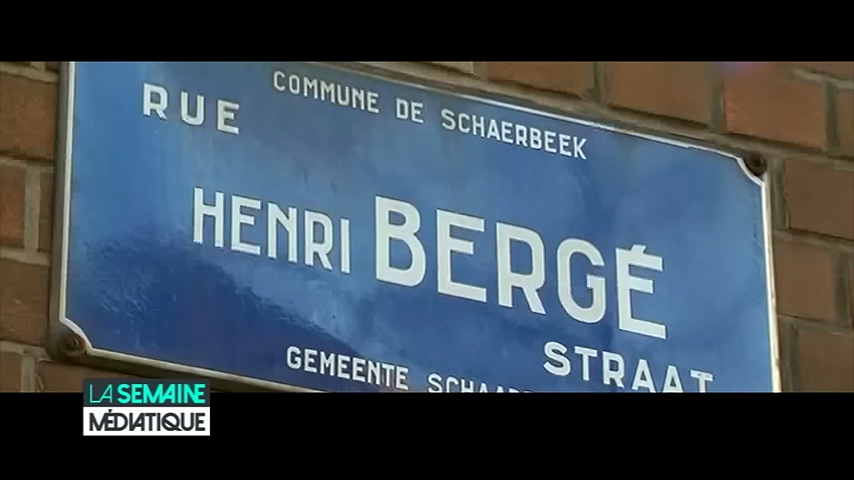 COMMUNE DE SCHAERBEEK
RUE
HENRI BERGÉ
STRAAT
GEMEENTE
LA SEMAINE
MÉDIATIQUE